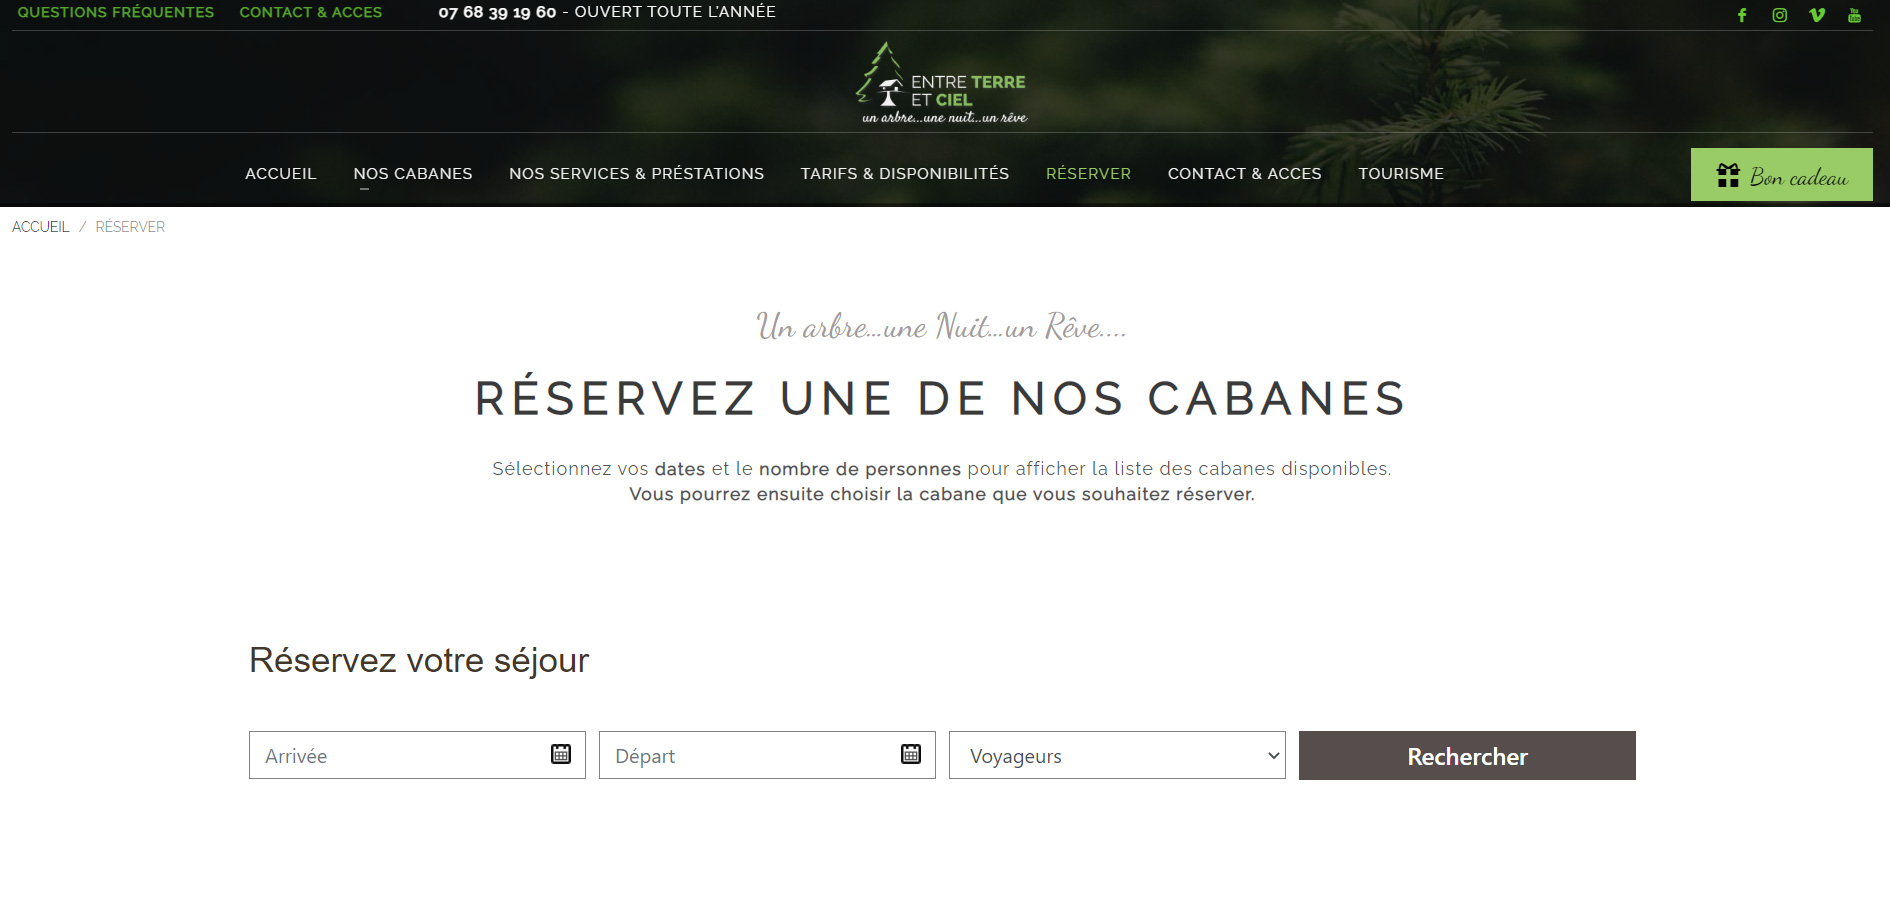 QUESTIONS FRÉQUENTES CONTACT & ACCES 07 68 39 19 60 - OUVERT TOUTE L'ANNÉE
ENTRE TERRE
ET CIEL
un arbre...une nuit...un rêve
ACCUEIL NOS CABANES NOS SERVICES & PRÉSTATIONS TARIFS & DISPONIBILITÉS RÉSERVER CONTACT & ACCES TOURISME Bon cadeau
ACCUEIL / RÉSERVER
Un arbre...une Nuit...un Rêve....
RÉSERVEZ UNE DE NOS CABANES
Sélectionnez vos dates et le nombre de personnes pour afficher la liste des cabanes disponibles.
Vous pourrez ensuite choisir la cabane que vous souhaitez réserver.
Réservez votre séjour
Arrivée Départ Voyageurs Rechercher